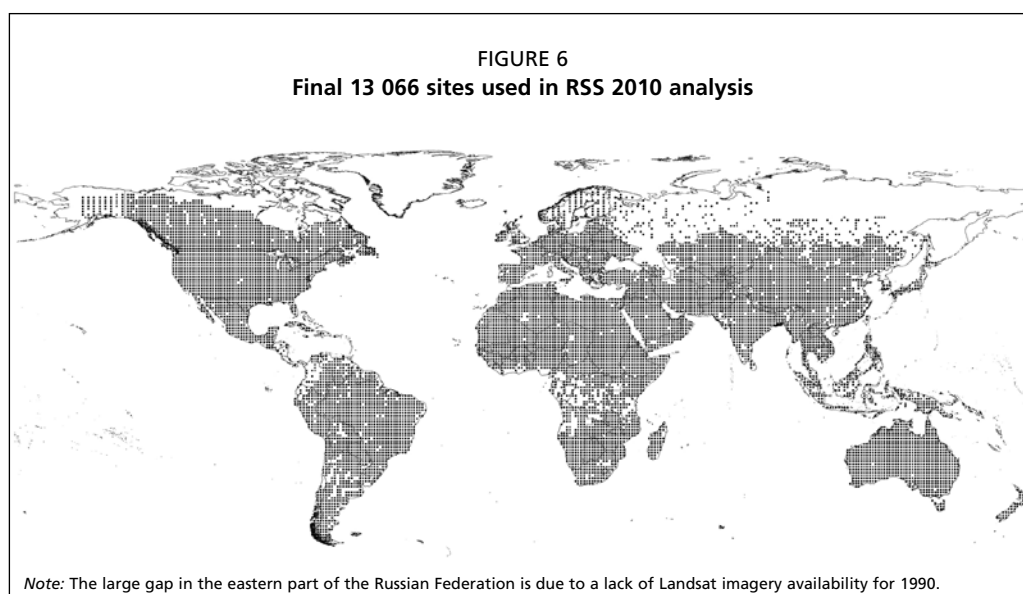 FIGURE 6
Final 13 066 sites used in RSS 2010 analysis
Note: The large gap in the eastern part of the Russian Federation is due to a lack of Landsat imagery availability for 1990.